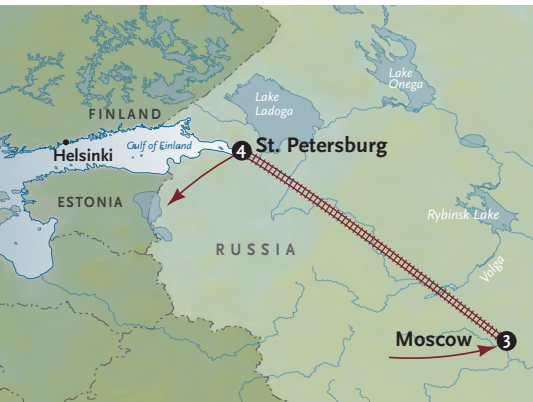 Lake
Onega
Lake
Ladoga
FINLAND
Helsinki
Gulf of Finland
4
St. Petersburg
ESTONIA
Rybinsk Lake
RUSSIA
Volga
Moscow
3